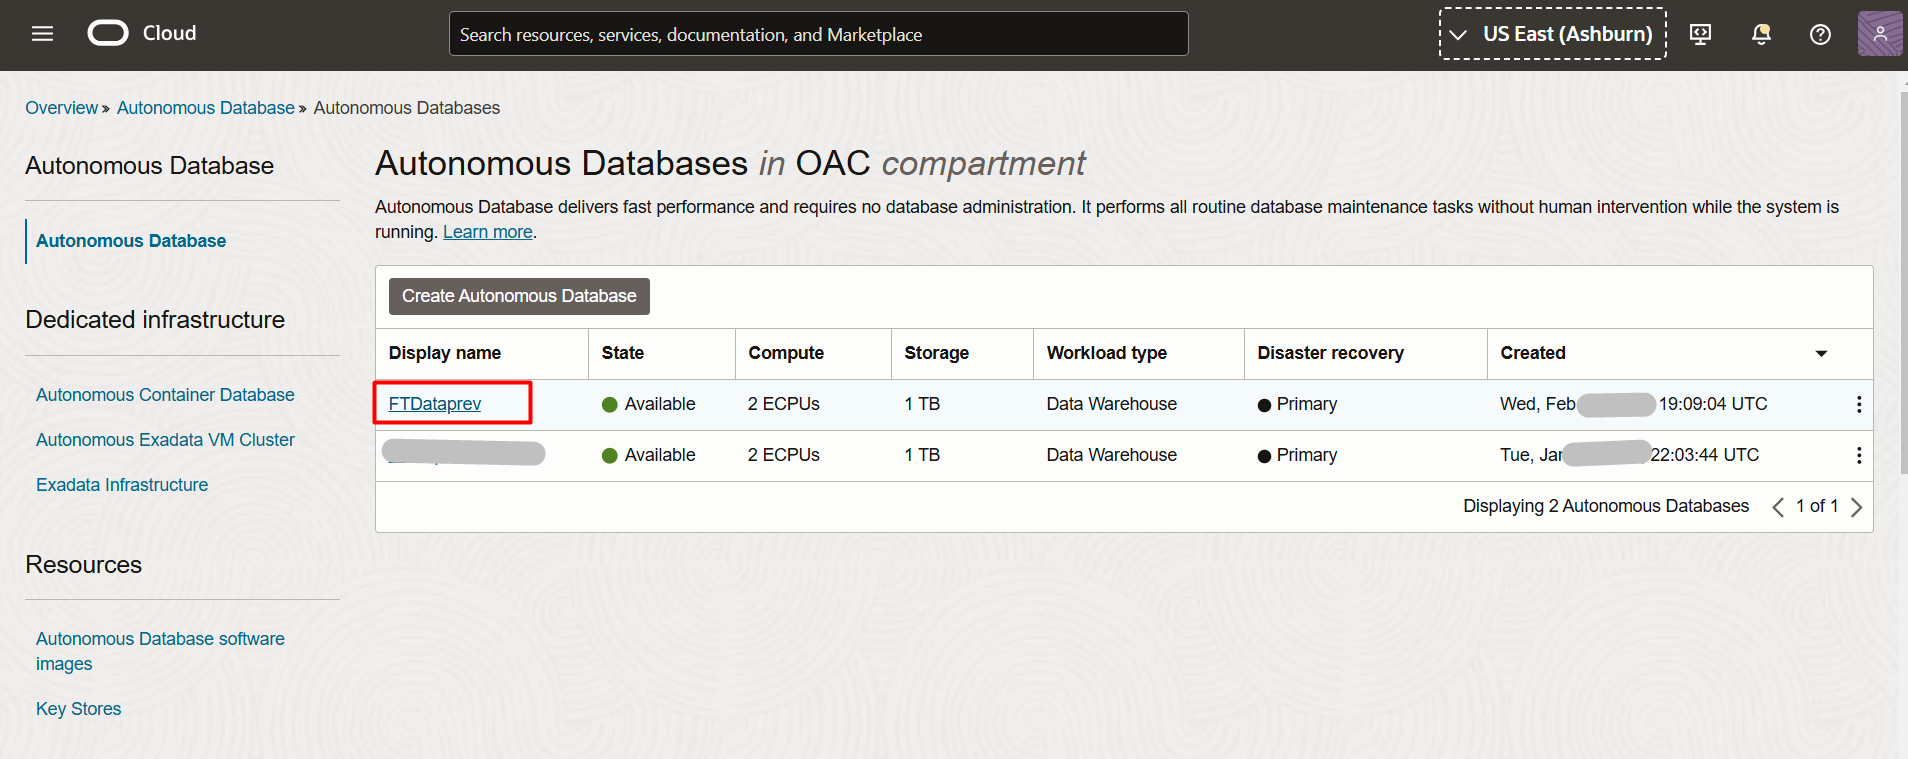 Cloud
Search resources, services, documentation, and Marketplace
US East (Ashburn)
Overview » Autonomous Database » Autonomous Databases
Autonomous Database
Autonomous Database
Dedicated infrastructure
Autonomous Container Database
Autonomous Exadata VM Cluster
Exadata Infrastructure
Resources
Autonomous Database software
images
Key Stores
Autonomous Databases in OAC compartment
Autonomous Database delivers fast performance and requires no database administration. It performs all routine database maintenance tasks without human intervention while the system is
running. Learn more.
Create Autonomous Database
Display name State Compute Storage Workload type Disaster recovery Created
FTDataprev Available 2 ECPUs 1 TB Data Warehouse Primary Wed, Feb 19:09:04 UTC
Available 2 ECPUs 1 TB Data Warehouse Primary Tue, Jan 22:03:44 UTC
Displaying 2 Autonomous Databases 1 of 1